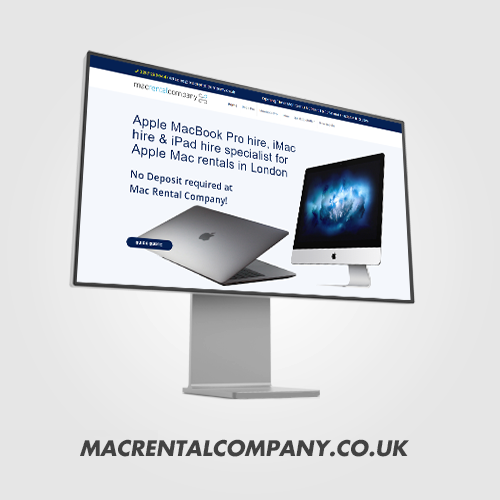 macrentalcompany
Apple MacBook Pro hire, iMac
hire & iPad hire specialist for
Apple Mac rentals in London
No Deposit required at
Mac Rental Company!
MACRENTALCOMPANY.CO.UK